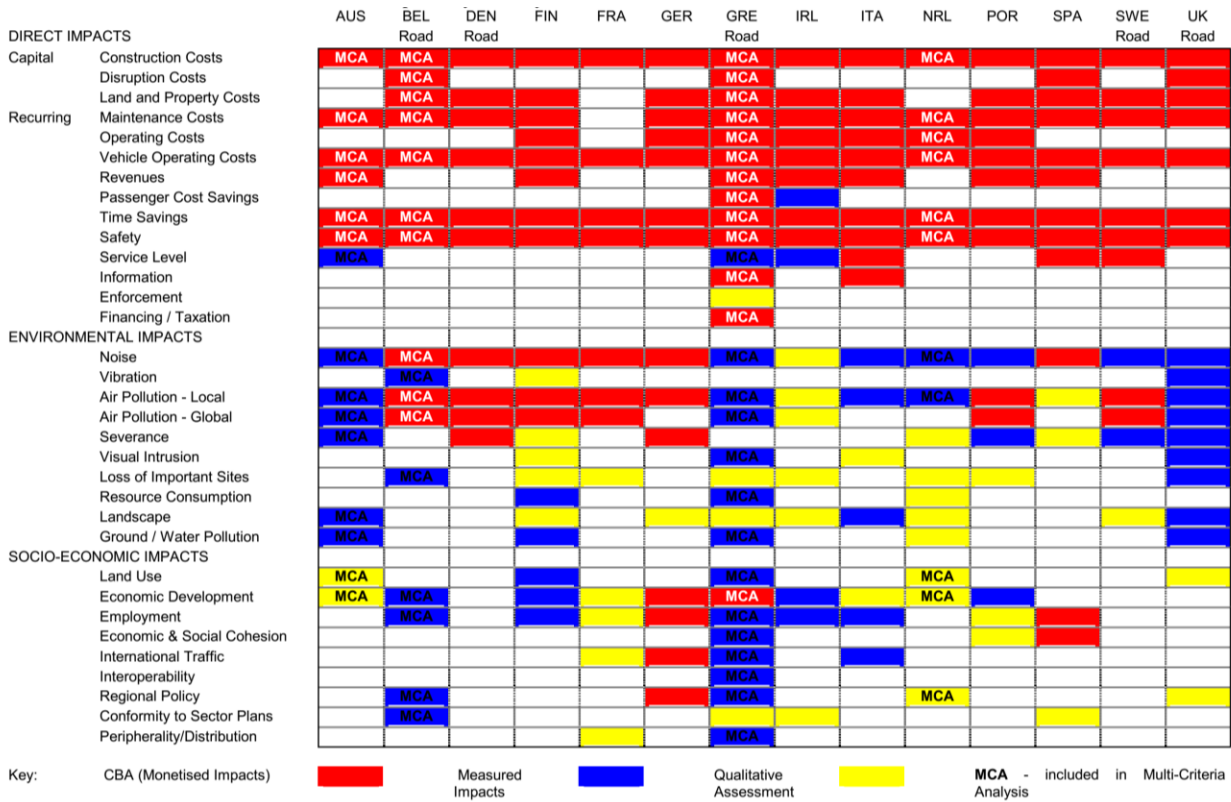 AUS BEL DEN FIN FRA GER GRE IRL ITA NRL POR SPA SWE UK
DIRECT IMPACTS Road Road Road Road Road
Capital Construction Costs MCA MCA MCA MCA
Disruption Costs MCA MCA
Land and Property Costs MCA MCA
Recurring Maintenance Costs MCA MCA MCA MCA
Operating Costs MCA MCA
Vehicle Operating Costs MCA MCA MCA MCA
Revenues MCA MCA
Passenger Cost Savings MCA
Time Savings MCA MCA MCA MCA
Safety MCA MCA MCA MCA
Service Level MCA MCA
Information MCA
Enforcement
Financing / Taxation MCA
ENVIRONMENTAL IMPACTS
Noise MCA MCA MCA MCA
Vibration MCA
Air Pollution - Local MCA MCA MCA MCA
Air Pollution - Global MCA MCA MCA
Severance MCA
Visual Intrusion MCA
Loss of Important Sites MCA
Resource Consumption MCA
Landscape MCA
Ground / Water Pollution MCA MCA
SOCIO-ECONOMIC IMPACTS
Land Use MCA MCA MCA
Economic Development MCA MCA MCA MCA
Employment MCA MCA
Economic & Social Cohesion MCA
International Traffic MCA
Interoperability MCA
Regional Policy MCA MCA MCA
Conformity to Sector Plans MCA
Peripherality/Distribution MCA
Key: CBA (Monetised Impacts) Measured Qualitative MCA - included in Multi-Criteria
Impacts Assessment Analysis